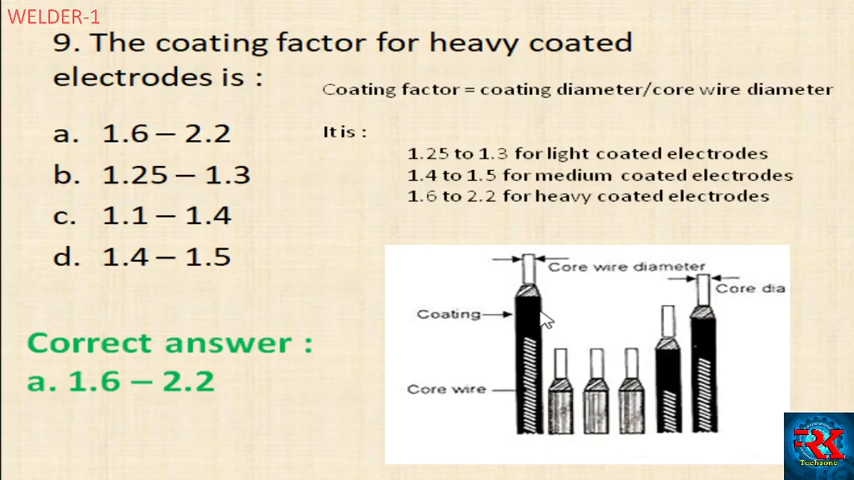 WELDER-1
9. The coating factor for heavy coated
electrodes is :
Coating factor = coating diameter/core wire diameter
It is :
1.25 to 1.3 for light coated electrodes
1.4 to 1.5 for medium coated electrodes
1.6 to 2.2 for heavy coated electrodes
a. 1.6 – 2.2
b. 1.25 – 1.3
c. 1.1 – 1.4
d. 1.4 – 1.5
Core wire diameter
Core dia
Coating
Core wire
Correct answer :
a. 1.6 – 2.2
RK
Techzone